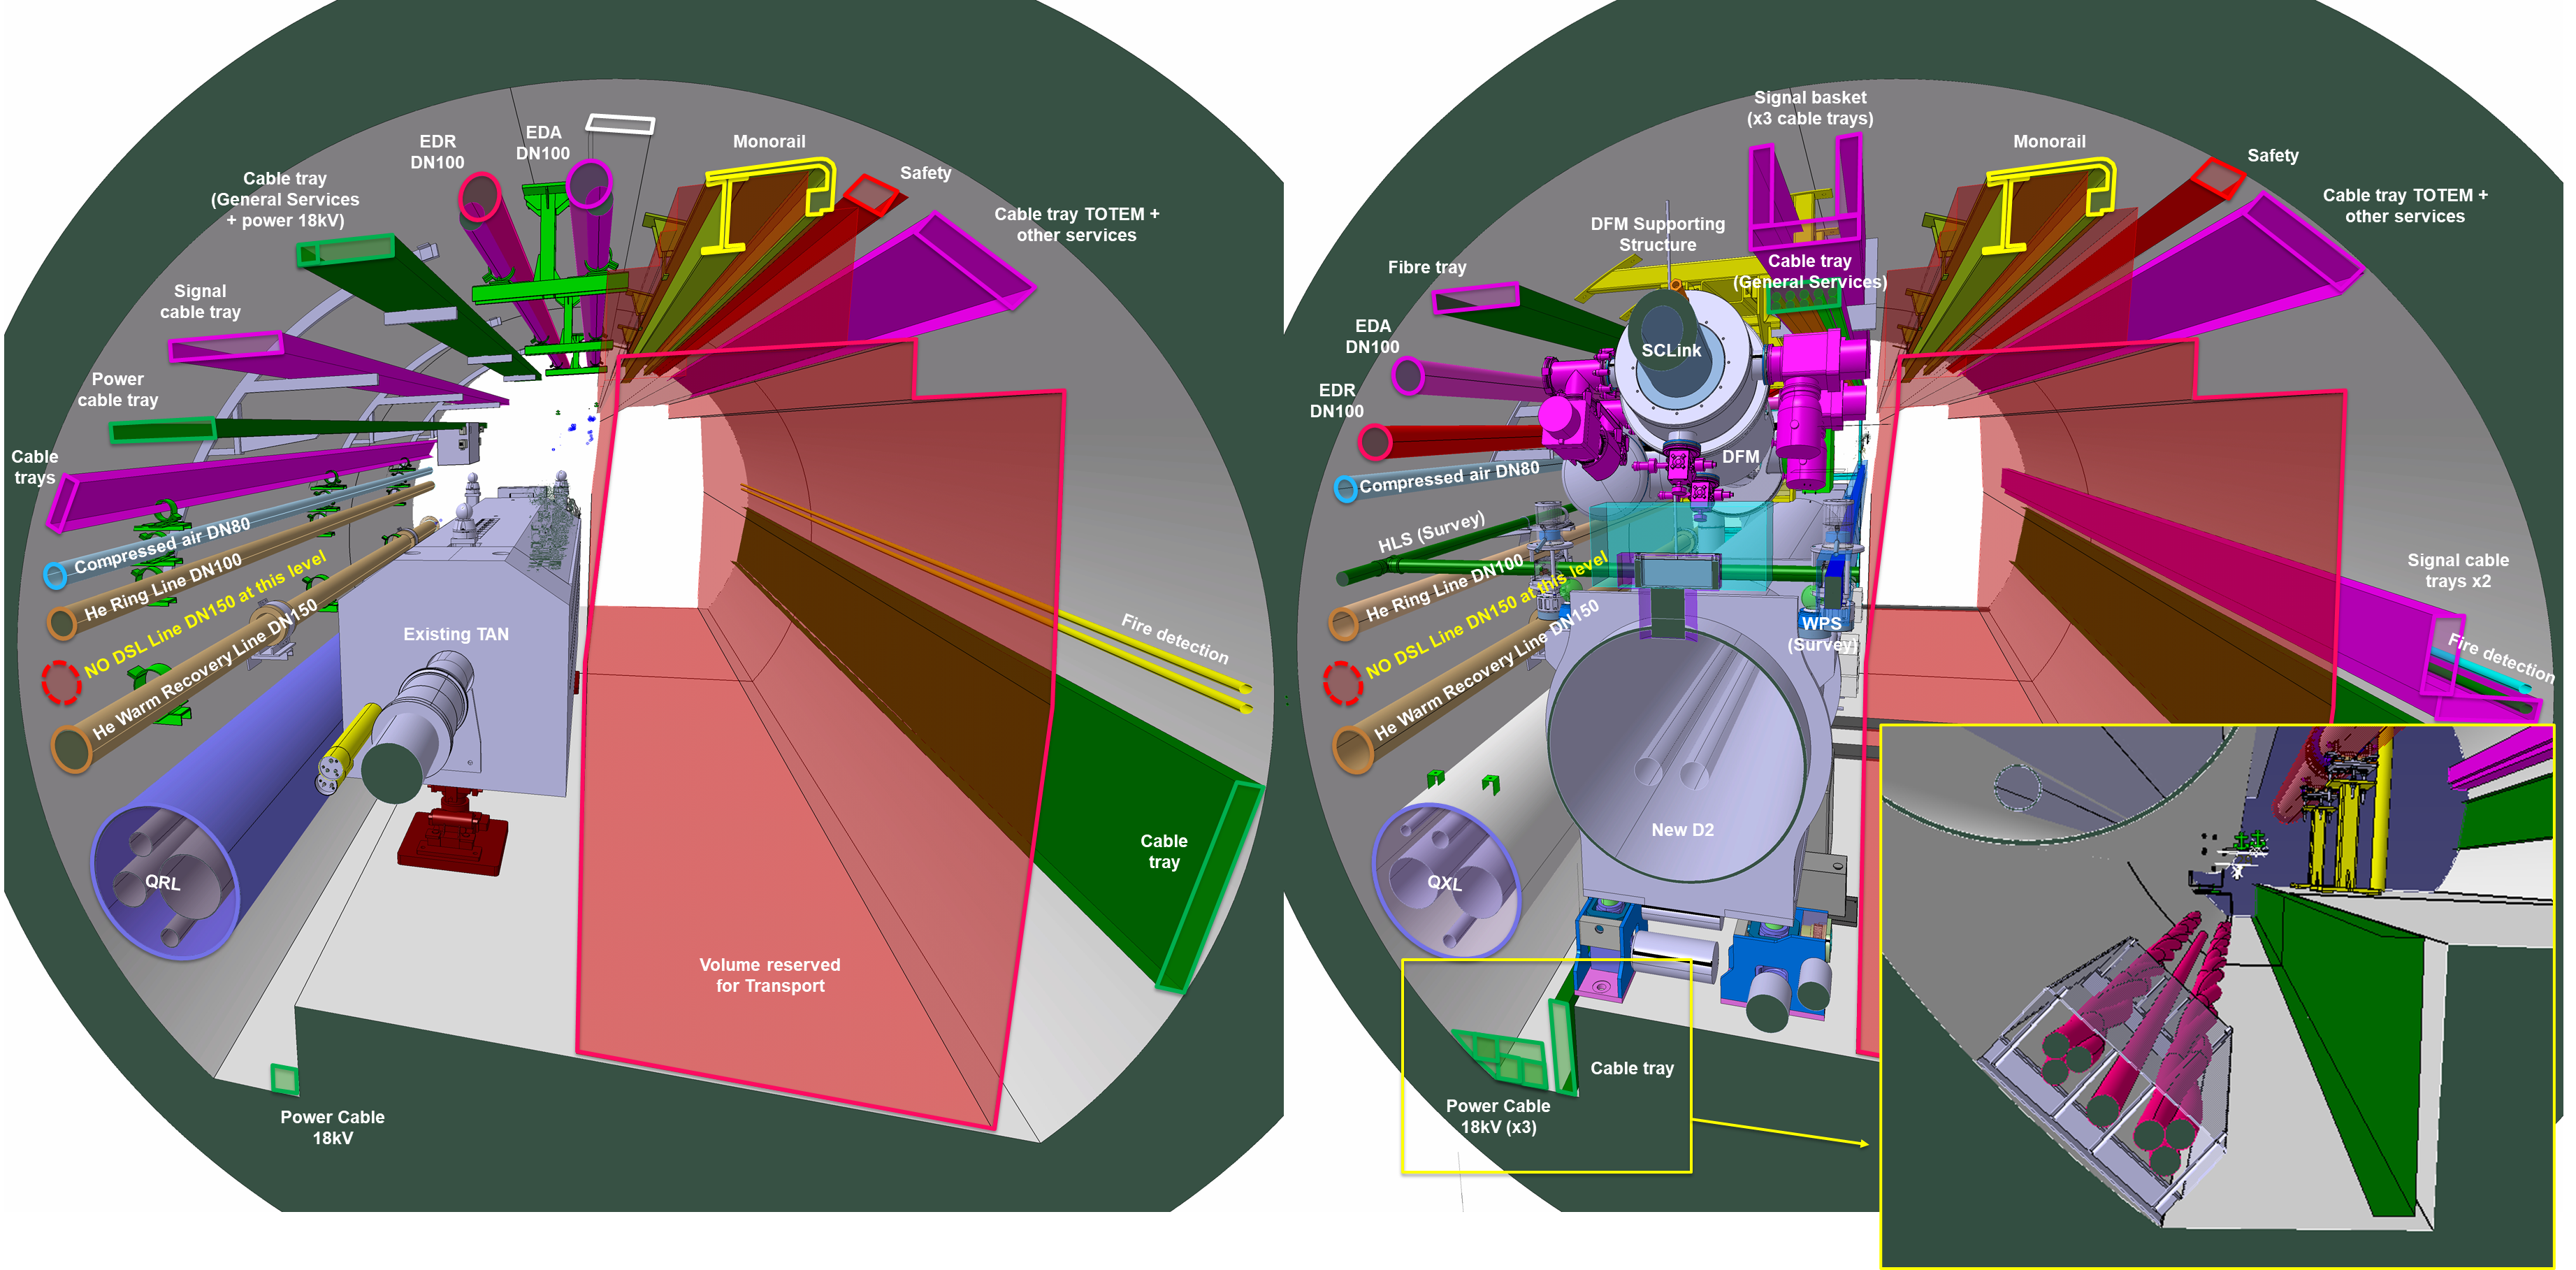 EDR
DN100
EDA
DN100
Monorail
Safety
Cable tray
(General Services
+ power 18kV)
Cable tray TOTEM +
other services
Signal
cable tray
Power
cable tray
Cable
trays
Compressed air DN80
He Ring Line DN100
NO DSL Line DN150 at this level
He Warm Recovery Line DN150
Existing TAN
Fire detection
Cable
tray
QRL
Volume reserved
for Transport
Power Cable
18kV
Signal basket
(x3 cable trays)
Monorail
Safety
Cable tray TOTEM +
other services
DFM Supporting
Structure
Fibre tray
Cable tray
(General Services)
EDA
DN100
SCLink
EDR
DN100
DFM
Compressed air DN80
HLS (Survey)
He Ring Line DN100
NO DSL Line DN150 at this level
He Warm Recovery Line DN150
WPS
(Survey)
Signal cable
trays x2
Fire detection
New D2
QXL
Cable tray
Power Cable
18kV (x3)